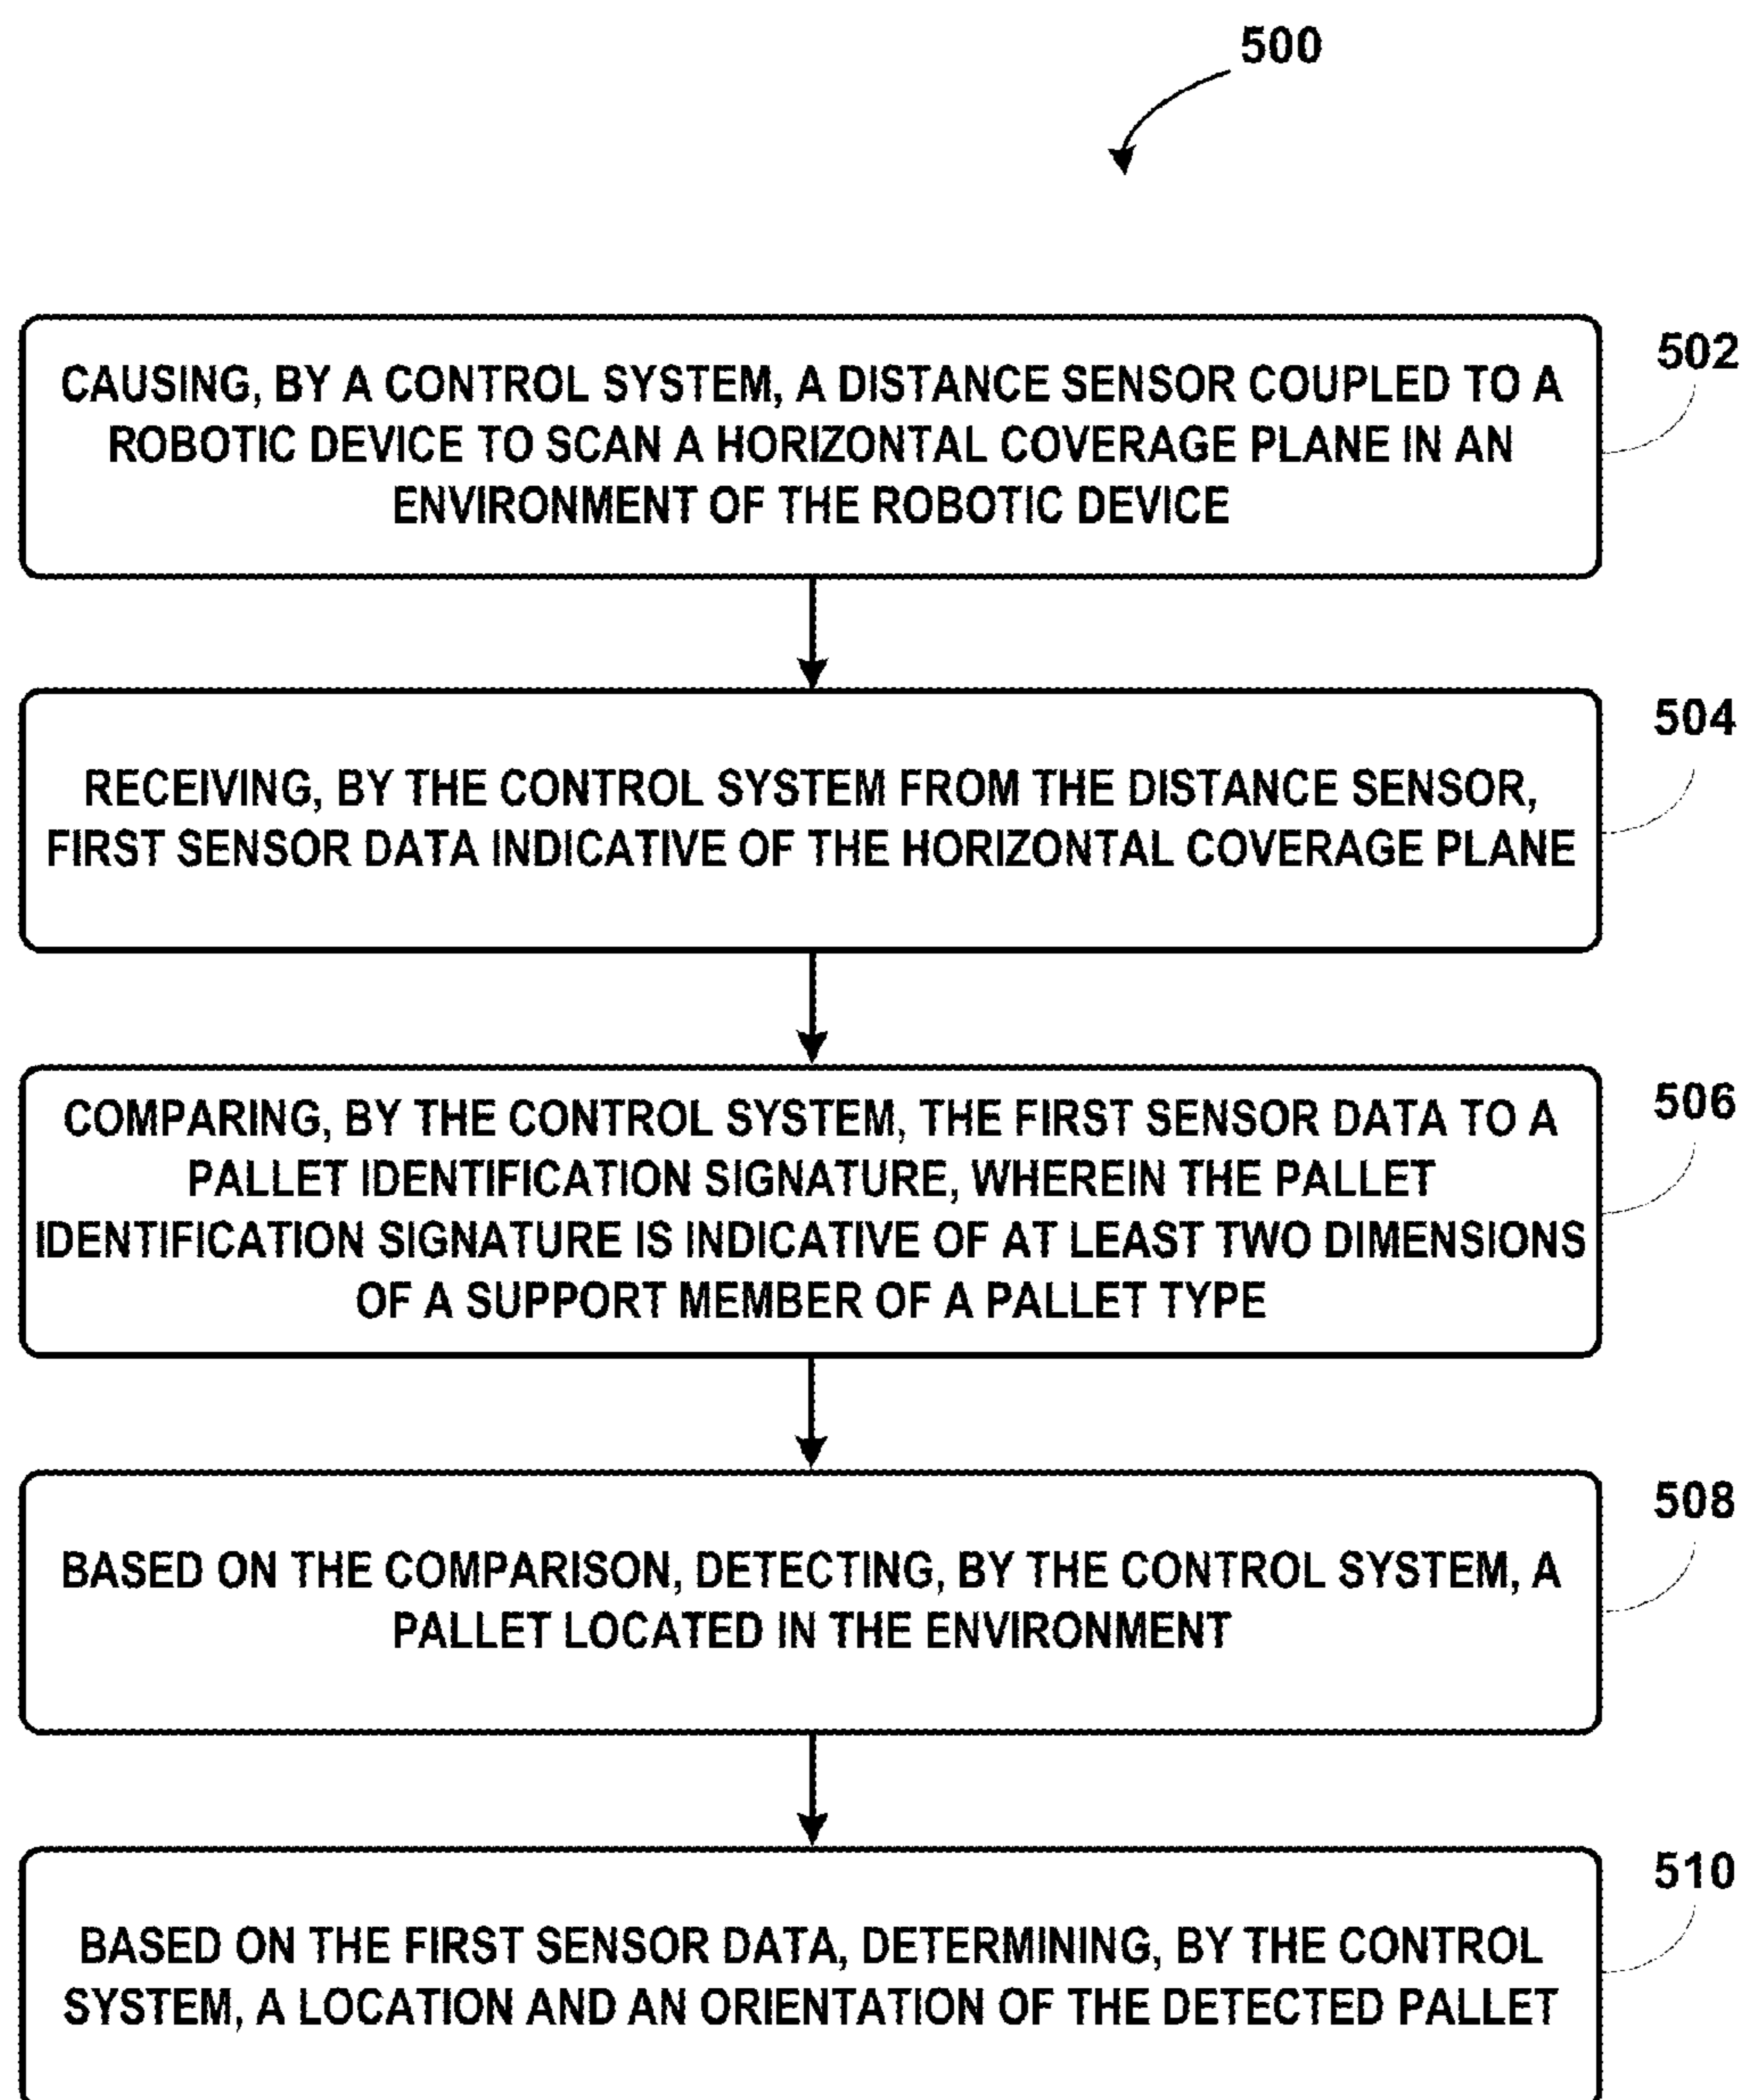 500
CAUSING, BY A CONTROL SYSTEM, A DISTANCE SENSOR COUPLED TO A
ROBOTIC DEVICE TO SCAN A HORIZONTAL COVERAGE PLANE IN AN
ENVIRONMENT OF THE ROBOTIC DEVICE
502
RECEIVING, BY THE CONTROL SYSTEM FROM THE DISTANCE SENSOR,
FIRST SENSOR DATA INDICATIVE OF THE HORIZONTAL COVERAGE PLANE
504
COMPARING, BY THE CONTROL SYSTEM, THE FIRST SENSOR DATA TO A
PALLET IDENTIFICATION SIGNATURE, WHEREIN THE PALLET
IDENTIFICATION SIGNATURE IS INDICATIVE OF AT LEAST TWO DIMENSIONS
OF A SUPPORT MEMBER OF A PALLET TYPE
506
BASED ON THE COMPARISON, DETECTING, BY THE CONTROL SYSTEM, A
PALLET LOCATED IN THE ENVIRONMENT
508
BASED ON THE FIRST SENSOR DATA, DETERMINING, BY THE CONTROL
SYSTEM, A LOCATION AND AN ORIENTATION OF THE DETECTED PALLET
510